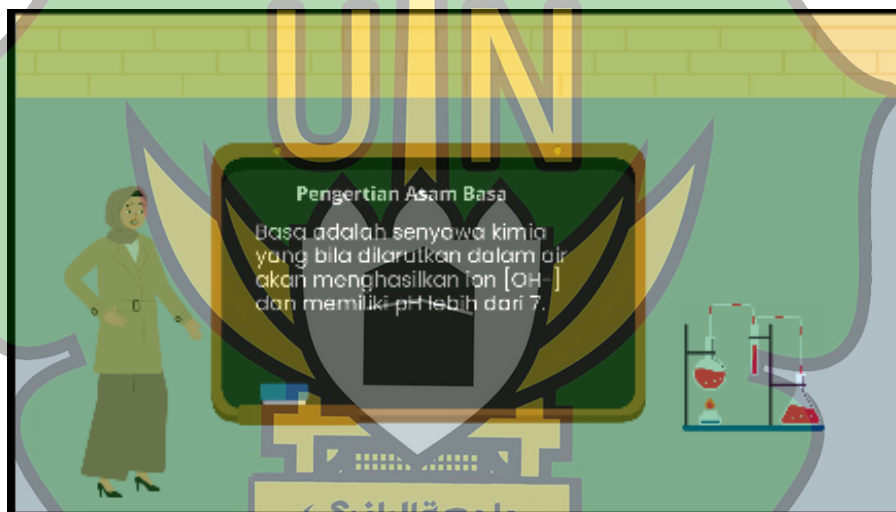 UIN
Pengertian Asam Basa
Basa adalah senyawa kimia
yang bila dilarutkan dalam air
akan menghasilkan ion [OH-]
dan memiliki pH lebih dari 7.